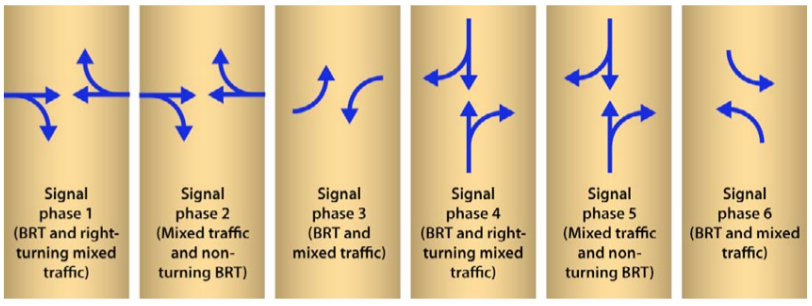 Signal
phase 1
(BRT and right-
turning mixed
traffic)
Signal
phase 2
(Mixed traffic
and non-
turning BRT)
Signal
phase 3
(BRT and
mixed traffic)
Signal
phase 4
(BRT and right-
turning mixed
traffic)
Signal
phase 5
(Mixed traffic
and non-
turning BRT)
Signal
phase 6
(BRT and mixed
traffic)